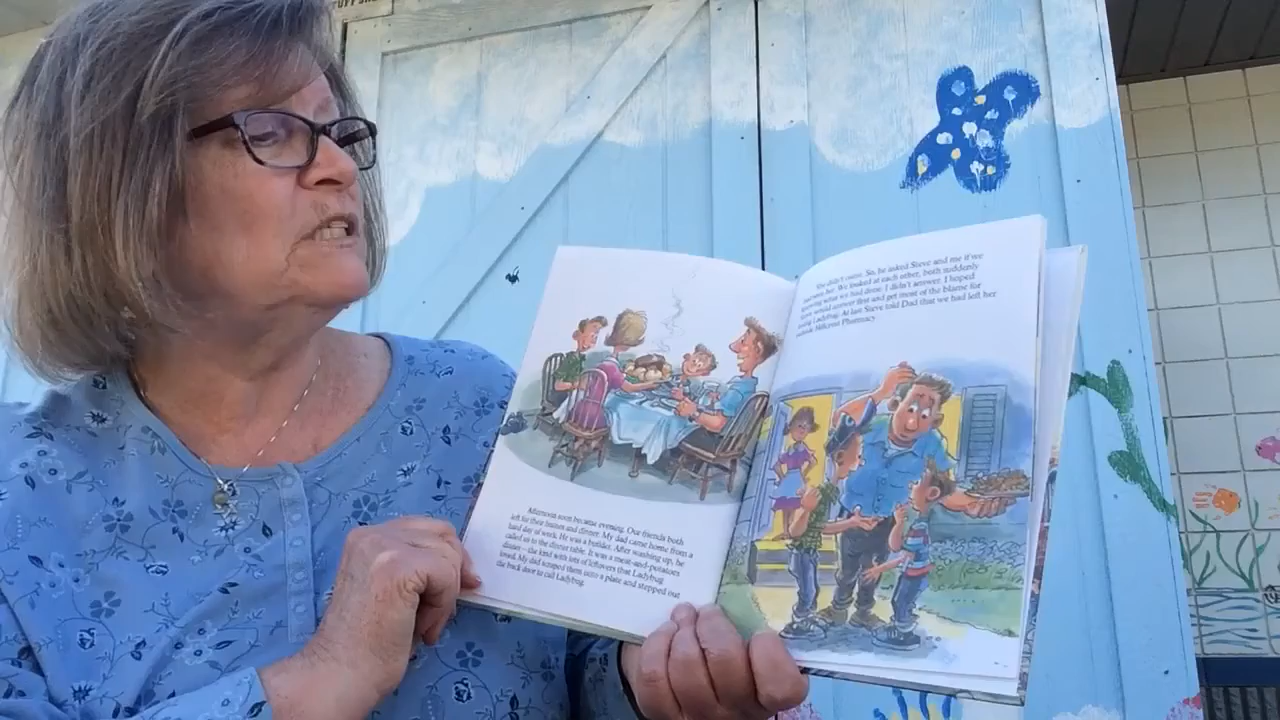 Afternoon soon became evening. Our friends both
left for their homes and dinner. My dad came home from a
hard day of work. He was a builder. After washing up, he
called us to the dinner table. It was a meat-and-potatoes
dinner—the kind with lots of leftovers that Ladybug
loved. My dad scraped them onto a plate and stepped out
the back door to call Ladybug.
She didn't come. So, he asked Steve and me if we
had seen her. We looked at each other, both suddenly
knowing what we had done. I didn't answer. I hoped
Steve would answer first and get most of the blame for
losing Ladybug. At last Steve told Dad that we had left her
outside Hillcrest Pharmacy.